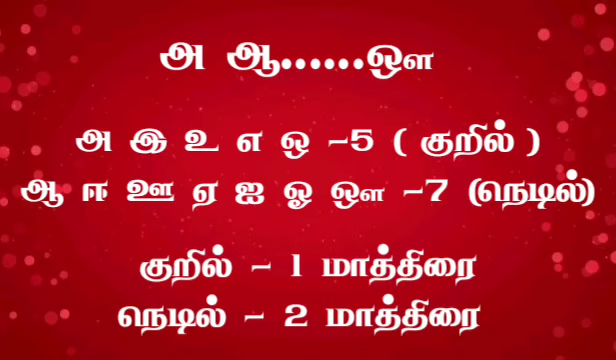 அ ஆ......ஔ
அ இ உ எ ஒ -5 ( குறில் )
ஆ ஈ ஊ ஏ ஐ ஓ ஔ -7 (நெடில்)
குறில் - 1 மாத்திரை
நெடில் - 2 மாத்திரை